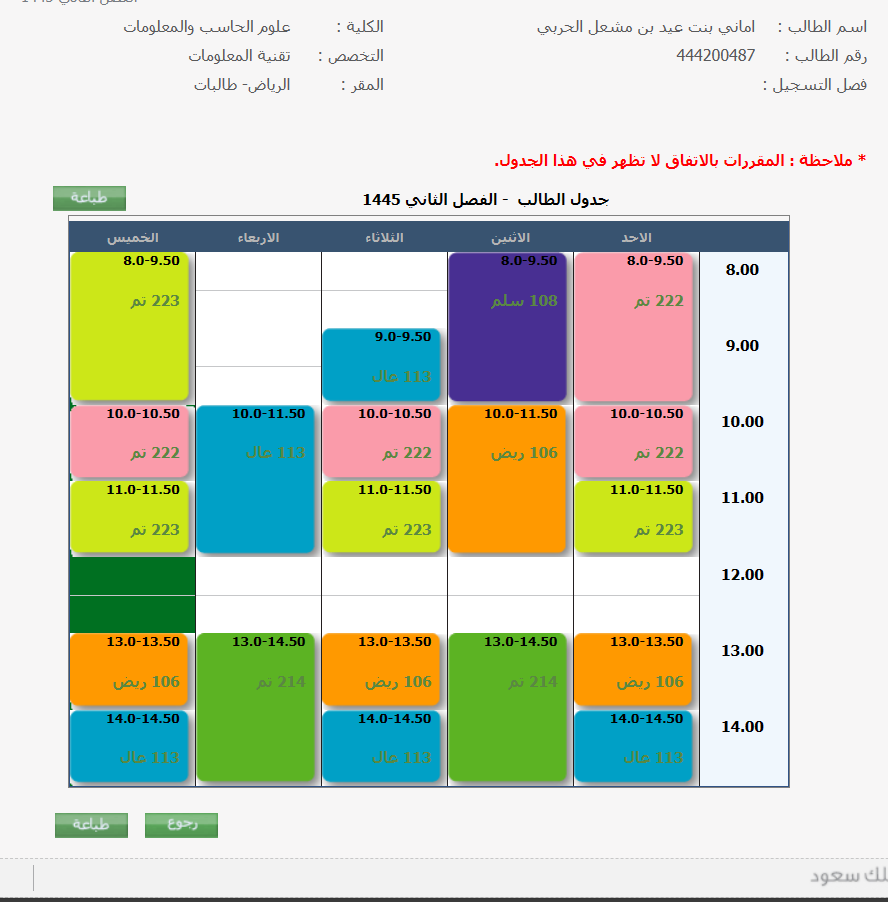 اسم الطالب : اماني بنت عيد بن مشعل الحربي الكلية : علوم الحاسب والمعلومات
رقم الطالب : 444200487 التخصص : تقنية المعلومات
فصل التسجيل : المقر : الرياض- طالبات
* ملاحظة : المقررات بالاتفاق لا تظهر في هذا الجدول.
جدول الطالب - الفصل الثاني 1445 طباعة
الاحد الاثنين الثلاثاء الاربعاء الخميس
8.00
9.00
10.00
11.00
12.00
13.00
14.00
8.0-9.50
222 تم
10.0-10.50
222 تم
11.0-11.50
223 تم
13.0-13.50
106 ريض
14.0-14.50
113 عال
8.0-9.50
108 سلم
10.0-11.50
106 ريض
13.0-14.50
214 تم
9.0-9.50
113 عال
10.0-10.50
222 تم
11.0-11.50
223 تم
13.0-13.50
106 ريض
14.0-14.50
113 عال
10.0-11.50
113 عال
13.0-14.50
214 تم
8.0-9.50
223 تم
10.0-10.50
222 تم
11.0-11.50
223 تم
13.0-13.50
106 ريض
14.0-14.50
113 عال
رجوع طباعة
سعود